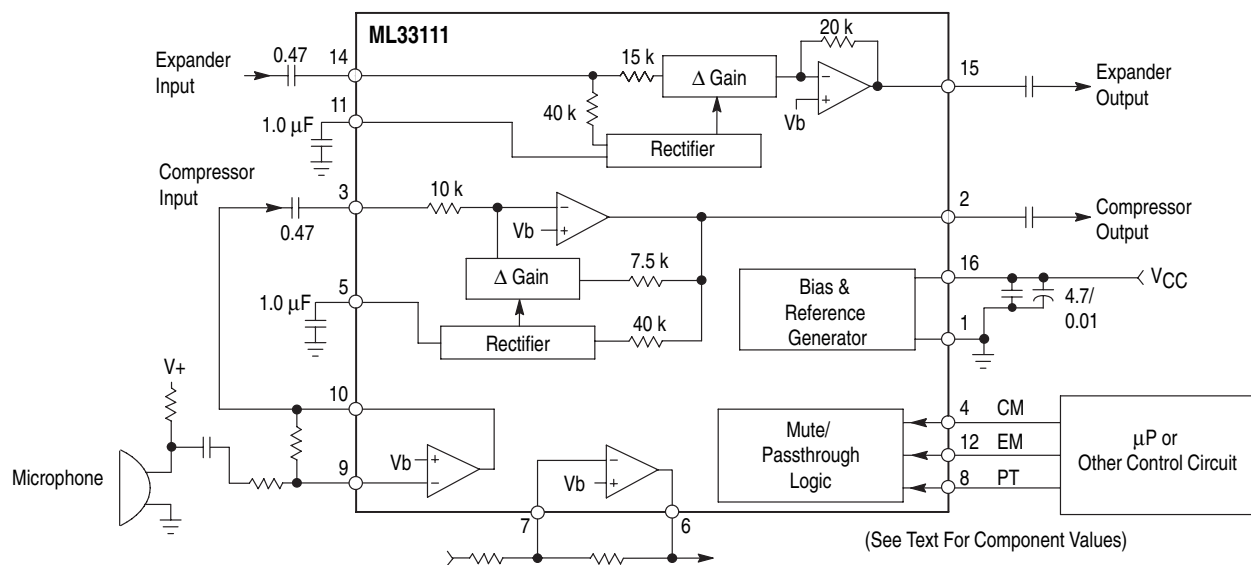 ML33111
Expander
Input
0.47
14
15 k
Δ Gain
20 k
Vb
15
Expander
Output
11
1.0 µF
40 k
Rectifier
Compressor
Input
3
0.47
10 k
Vb
2
Compressor
Output
Δ Gain
7.5 k
5
1.0 µF
Rectifier
40 k
Bias &
Reference
Generator
16
VCC
4.7/
0.01
1
V+
10
Microphone
9
Vb
Vb
7
6
Mute/
Passthrough
Logic
4
CM
12
EM
8
PT
µP or
Other Control Circuit
(See Text For Component Values)